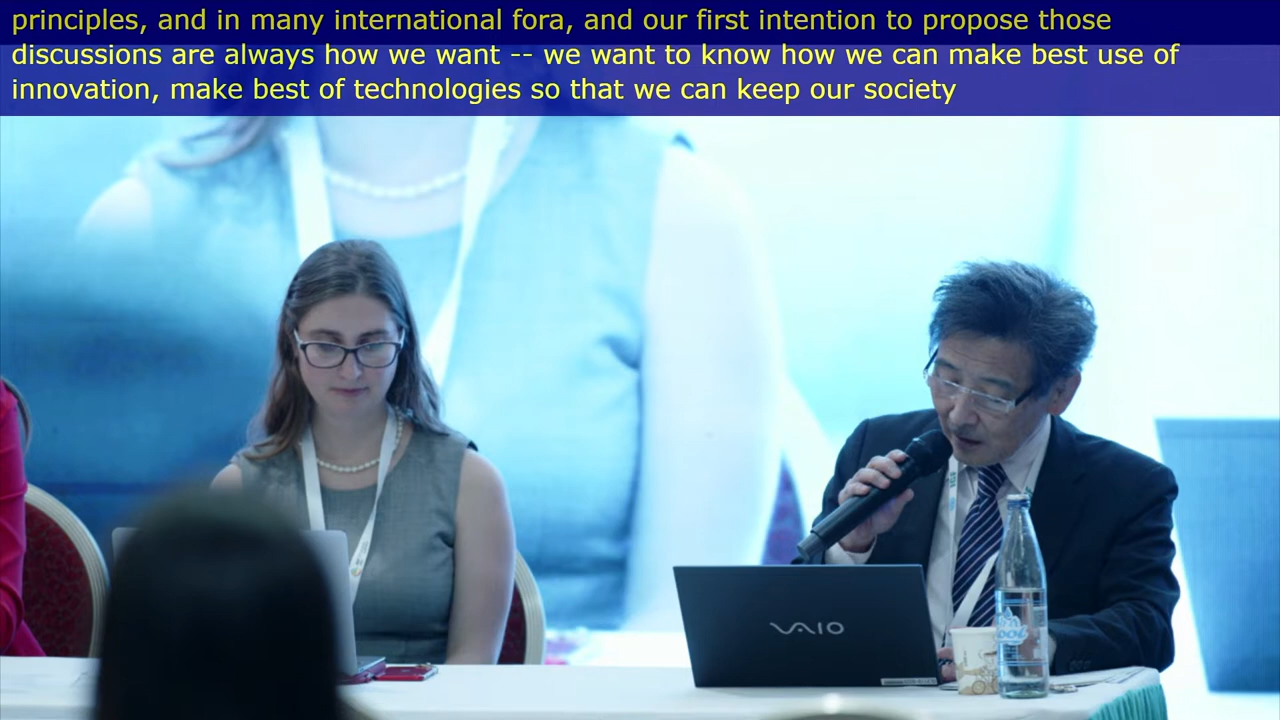 principles, and in many international fora, and our first intention to propose those
discussions are always how we want -- we want to know how we can make best use of
innovation, make best of technologies so that we can keep our society
VAIO